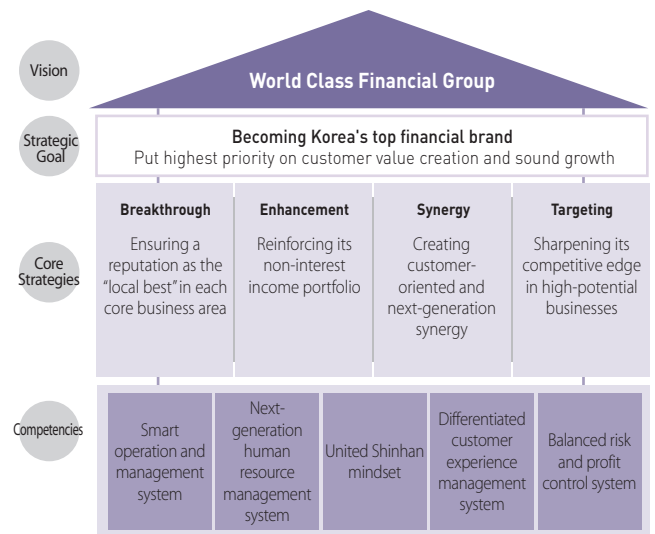 Vision
World Class Financial Group
Strategic
Goal
Becoming Korea's top financial brand
Put highest priority on customer value creation and sound growth
Core
Strategies
Breakthrough
Ensuring a
reputation as the
“local best” in each
core business area
Enhancement
Reinforcing its
non-interest
income portfolio
Synergy
Creating
customer-
oriented and
next-generation
synergy
Targeting
Sharpening its
competitive edge
in high-potential
businesses
Competencies
Smart
operation and
management
system
Next-
generation
human
resource
management
system
United Shinhan
mindset
Differentiated
customer
experience
management
system
Balanced risk
and profit
control system